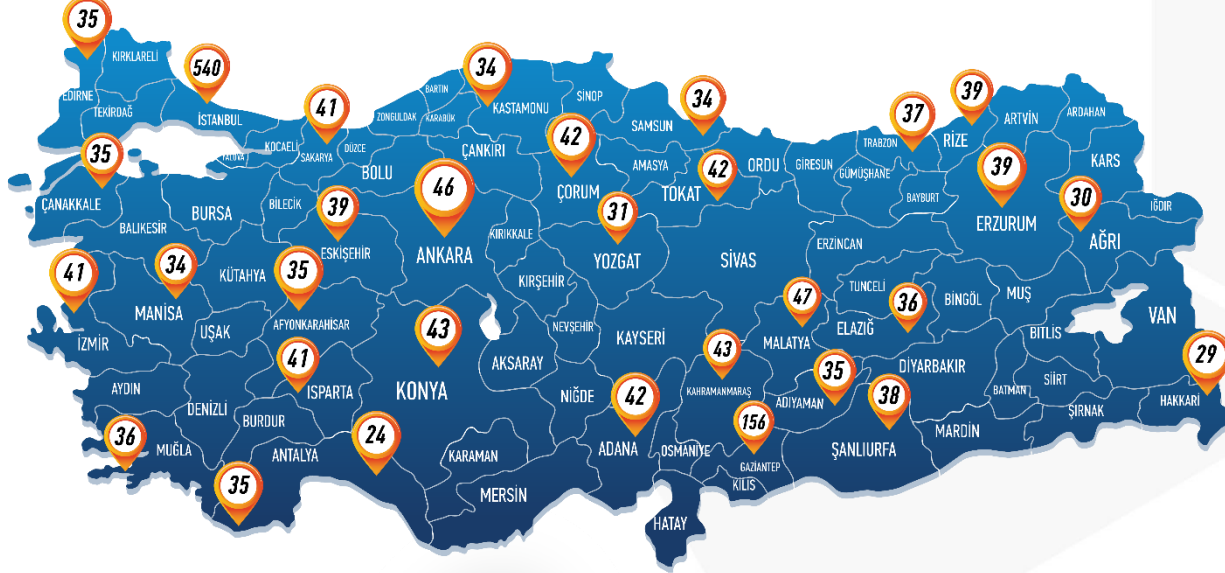 35
KIRKLARELİ
EDİRNE
TEKİRDAĞ
540
İSTANBUL
35
ÇANAKKALE
BALIKESİR
BURSA
YALOVA
KOCAELİ
41
SAKARYA
DÜZCE
BİLECİK
BOLU
ZONGULDAK
BARTIN
KARABÜK
34
KASTAMONU
SİNOP
ÇANKIRI
42
ÇORUM
SAMSUN
34
AMASYA
TOKAT
42
ORDU
GİRESUN
TRABZON
37
GÜMÜŞHANE
BAYBURT
RİZE
39
ARTVİN
ARDAHAN
KARS
39
ERZURUM
30
AĞRI
IĞDIR
41
İZMİR
34
MANİSA
KÜTAHYA
UŞAK
35
AFYONKARAHİSAR
39
ESKİŞEHİR
46
ANKARA
KIRIKKALE
31
YOZGAT
KIRŞEHİR
NEVŞEHİR
KAYSERİ
SİVAS
ERZİNCAN
TUNCELİ
BİNGÖL
MUŞ
BİTLİS
VAN
47
MALATYA
ELAZIĞ
36
DİYARBAKIR
BATMAN
SİİRT
ŞIRNAK
29
HAKKARİ
AYDIN
DENİZLİ
36
MUĞLA
BURDUR
41
ISPARTA
35
ANTALYA
24
43
KONYA
AKSARAY
NİĞDE
KARAMAN
MERSİN
42
ADANA
OSMANİYE
HATAY
43
KAHRAMANMARAŞ
156
GAZİANTEP
KİLİS
35
ADIYAMAN
38
ŞANLIURFA
MARDİN